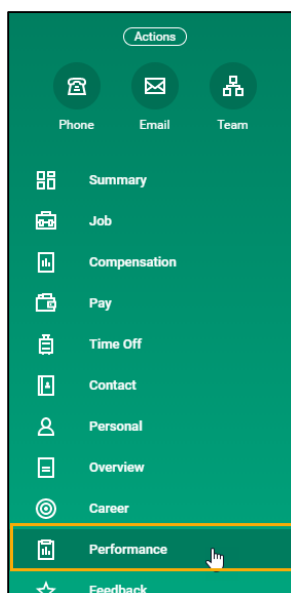 Actions
Phone Email Team
Summary
Job
Compensation
Pay
Time Off
Contact
Personal
Overview
Career
Performance
Feedback